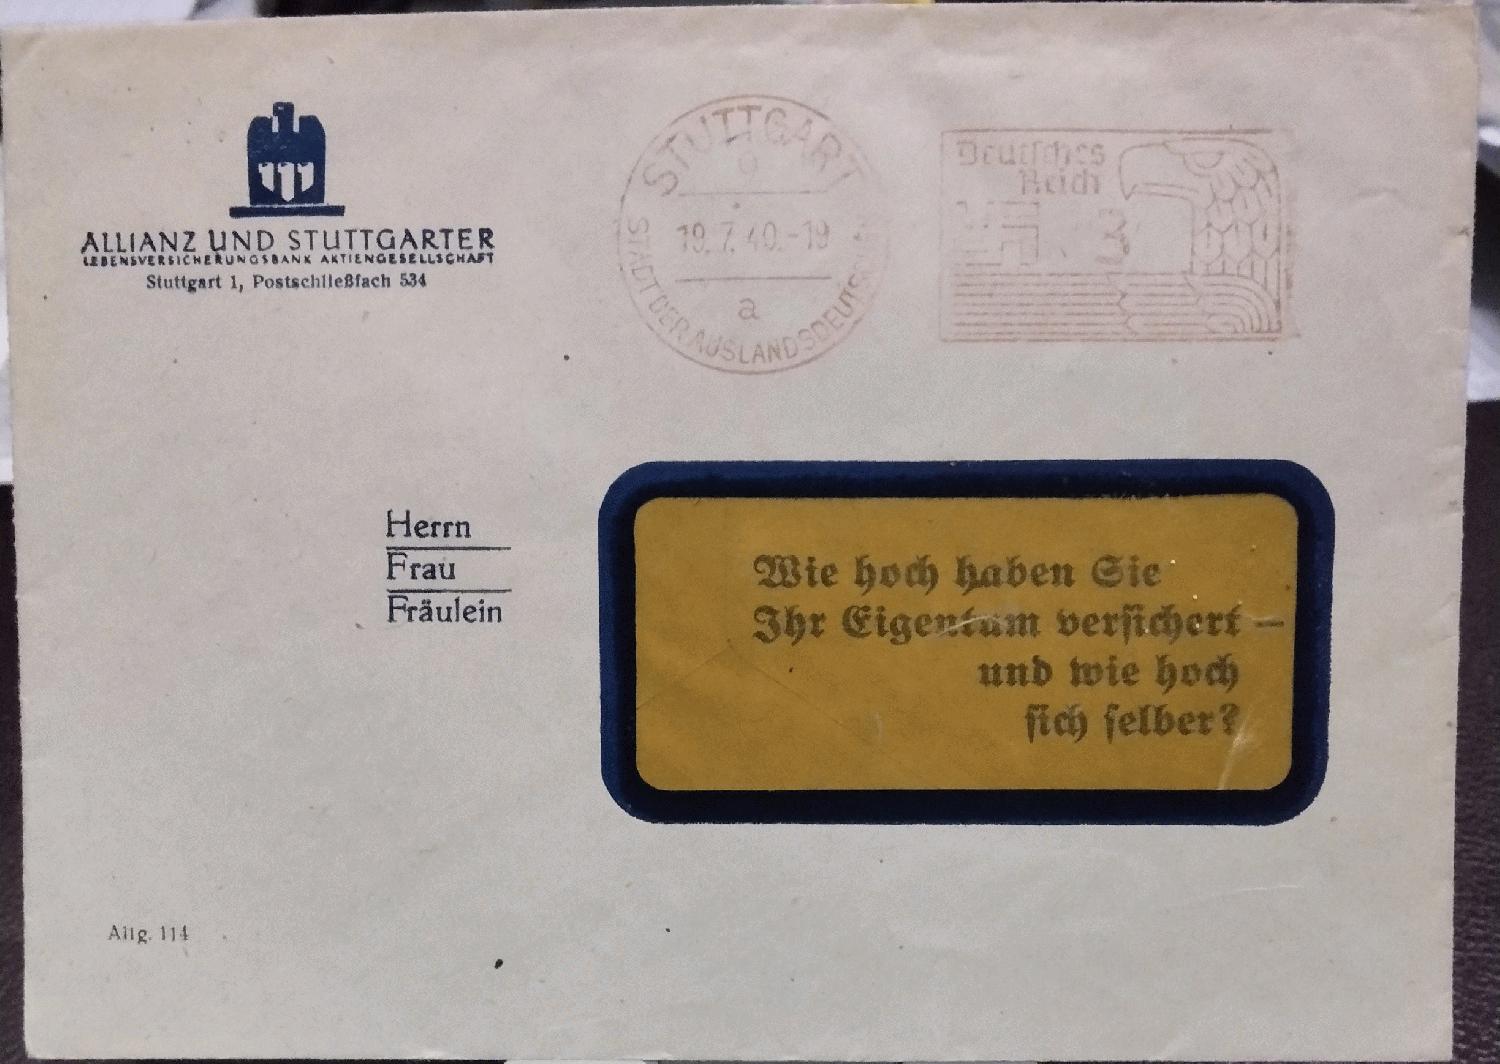 ALLIANZ UND STUTTGARTER
LEBENSVERSICHERUNGSBANK AKTIENGESELLSCHAFT
Stuttgart 1, Postschließfach 534
STUTTGART
9
19.7.40.-19
a
STADT DER AUSLANDSDEUTSCHEN
Deutsches
Reich
3
Herrn
Frau
Fräulein
Wie hoch haben Sie
Ihr Eigentum versichert –
und wie hoch
sich selber?
Allg. 114